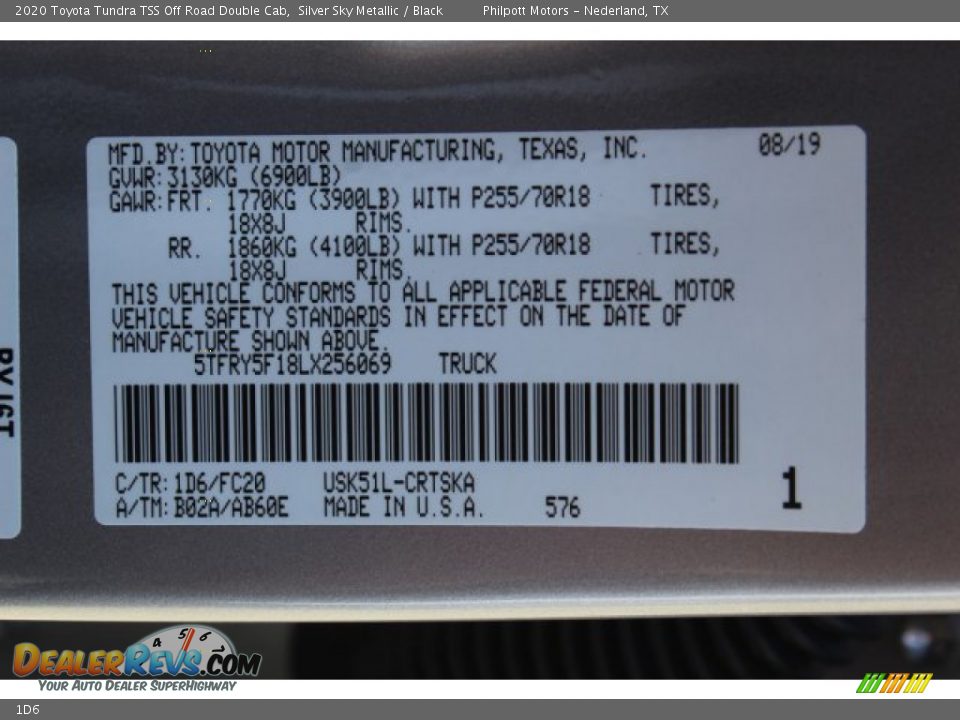 2020 Toyota Tundra TSS Off Road Double Cab, Silver Sky Metallic / Black Philpott Motors - Nederland, TX
MFD.BY:TOYOTA MOTOR MANUFACTURING, TEXAS, INC. 08/19
GVWR:3130KG (6900LB)
GAWR:FRT. 1770KG (3900LB) WITH P255/70R18 TIRES,
18X8J RIMS.
RR. 1860KG (4100LB) WITH P255/70R18 TIRES,
18X8J RIMS.
THIS VEHICLE CONFORMS TO ALL APPLICABLE FEDERAL MOTOR
VEHICLE SAFETY STANDARDS IN EFFECT ON THE DATE OF
MANUFACTURE SHOWN ABOVE.
5TFRY5F18LX256069 TRUCK
C/TR:1D6/FC20 USK51L-CRTSKA
A/TM:B02A/AB60E MADE IN U.S.A. 576
1
4 5 6
DEALERREVS.COM
YOUR AUTO DEALER SUPERHIGHWAY
1D6